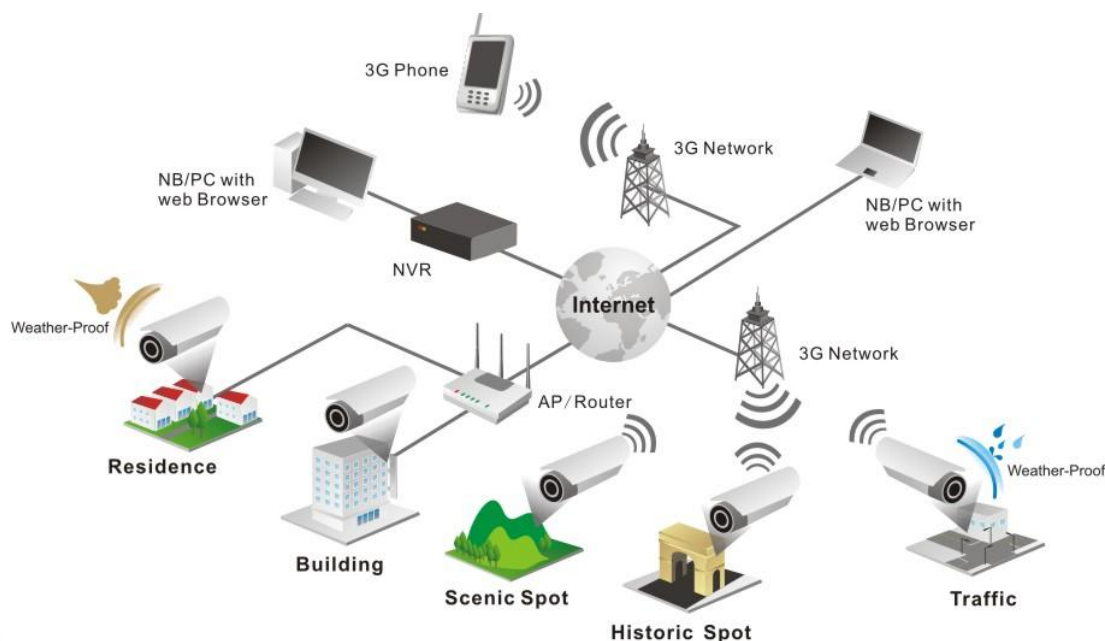 3G Phone
3G Network
NB/PC with
web Browser
NB/PC with
web Browser
NVR
Internet
Weather-Proof
3G Network
AP/Router
Residence
Weather-Proof
Building
Scenic Spot
Historic Spot
Traffic